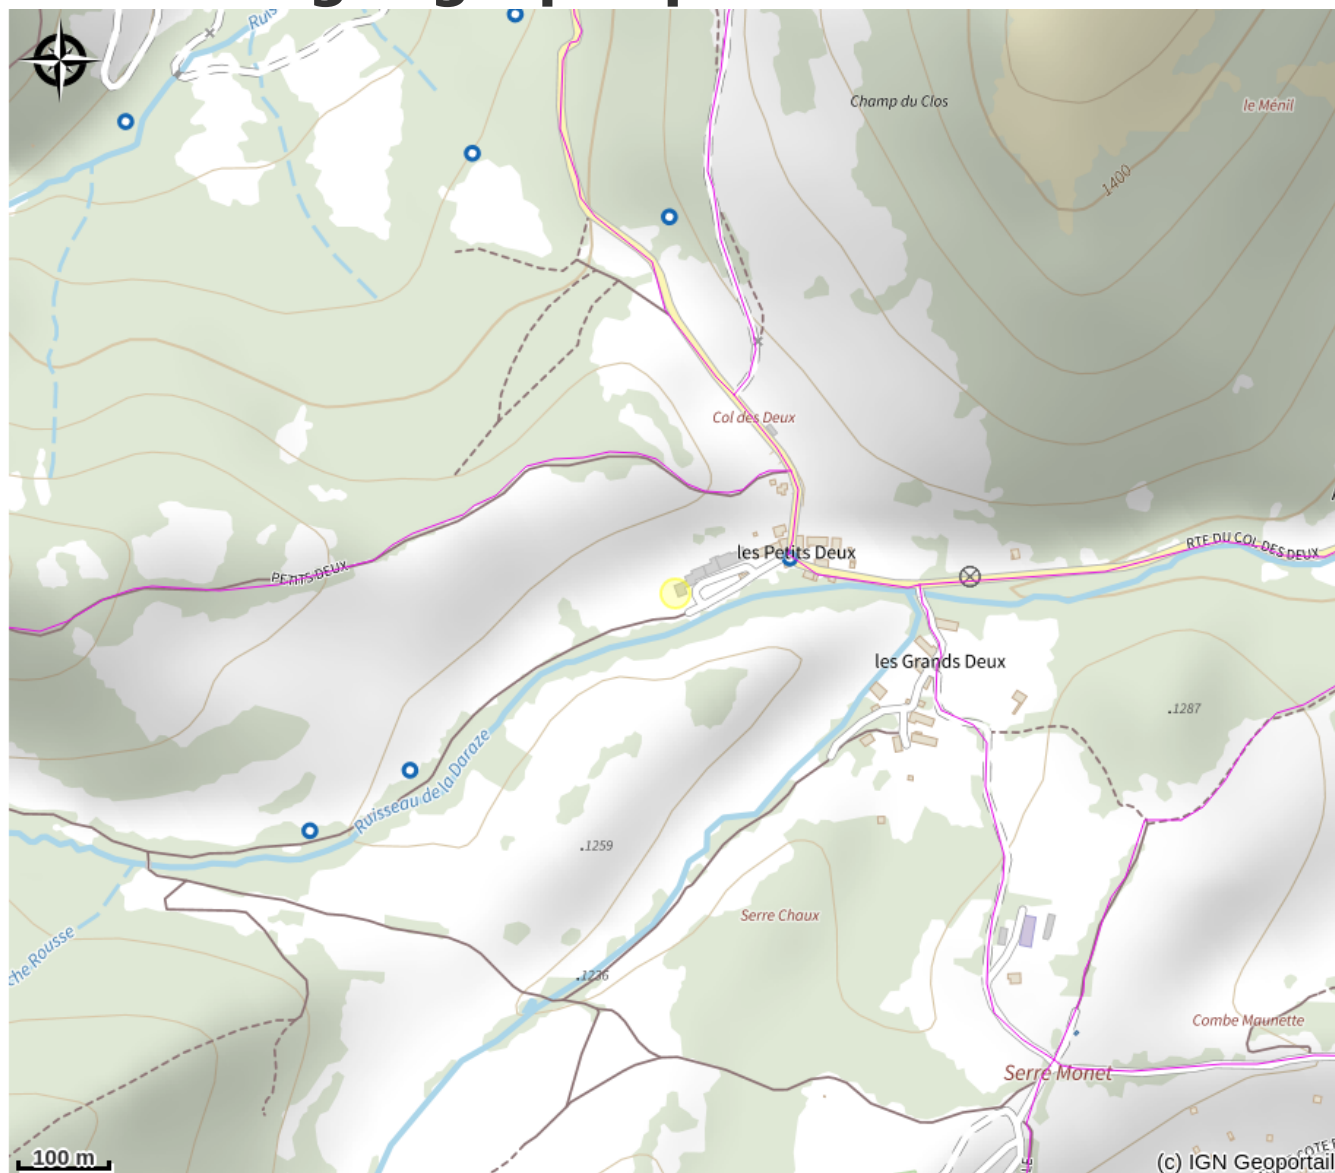 Ruis
Champ du Clos
le Ménil
1400
Col des Deux
les Petits Deux
RTE DU COL DES DEUX
PETITS DEUX
les Grands Deux
.1287
Ruisseau de la Daraze
.1259
Serre Chaux
che Rousse
.1236
Combe Maunette
Serre Monet
100 m
(c) IGN Geoportail